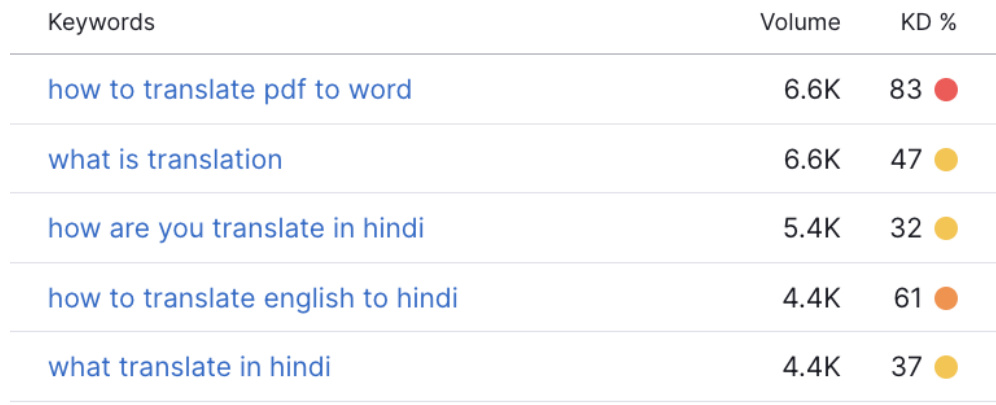 Keywords Volume KD %
how to translate pdf to word 6.6K 83
what is translation 6.6K 47
how are you translate in hindi 5.4K 32
how to translate english to hindi 4.4K 61
what translate in hindi 4.4K 37